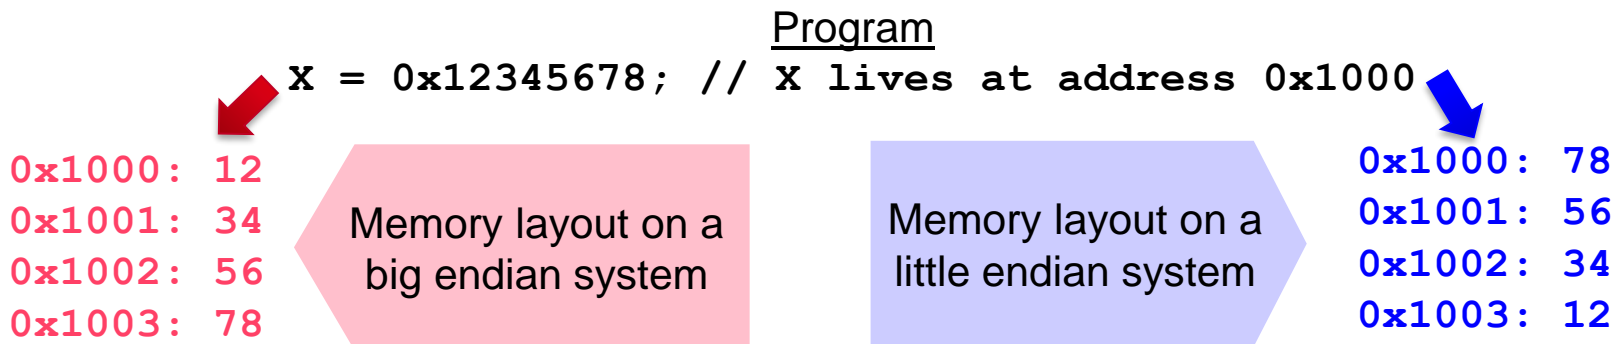 Program
X = 0x12345678; // X lives at address 0x1000
0x1000: 12
0x1001: 34
0x1002: 56
0x1003: 78
Memory layout on a
big endian system
Memory layout on a
little endian system
0x1000: 78
0x1001: 56
0x1002: 34
0x1003: 12